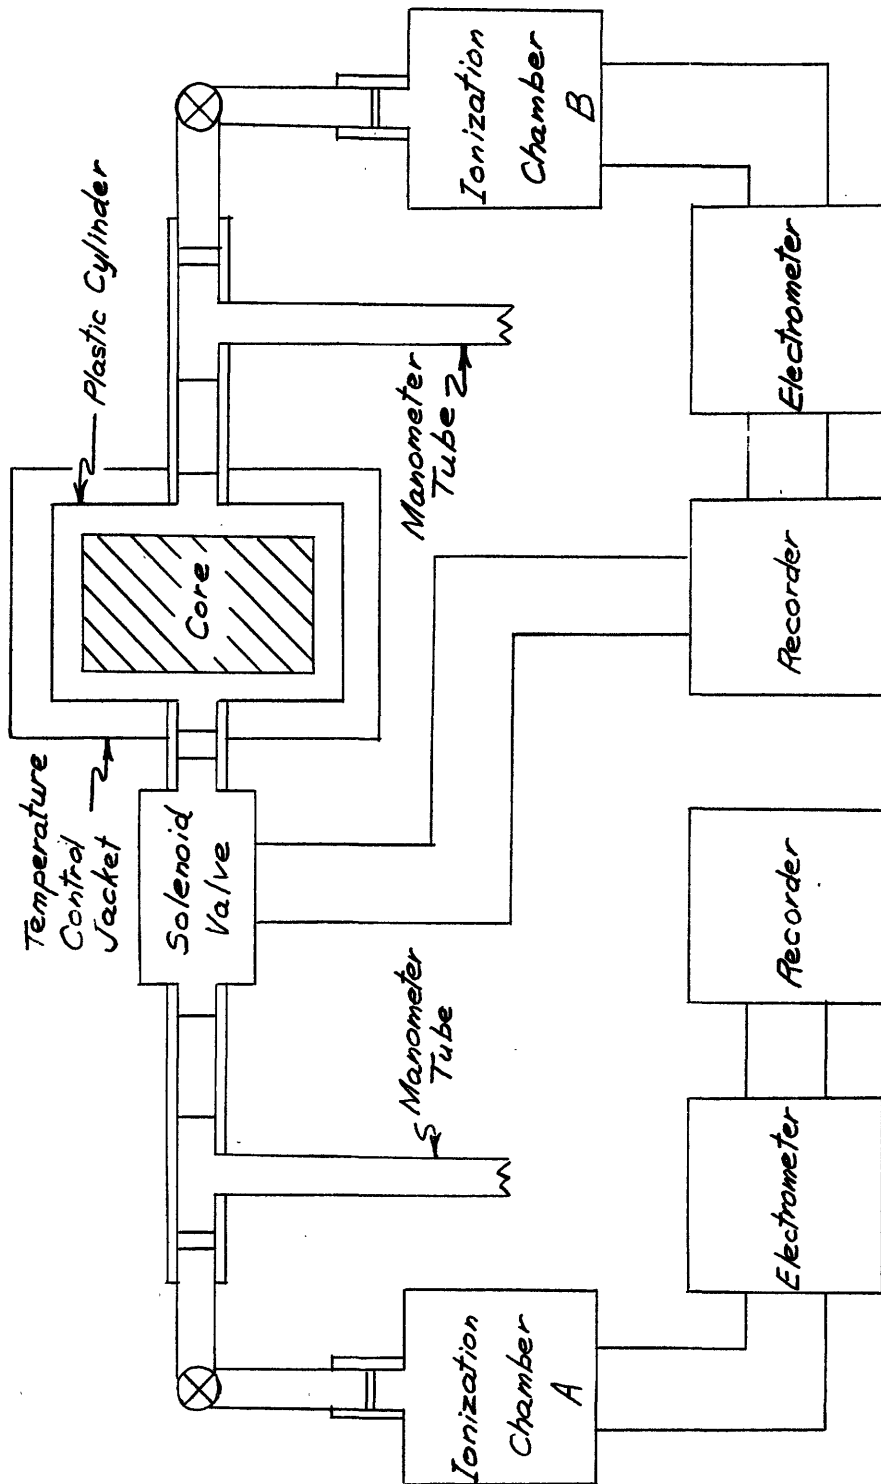 Temperature
Control
Jacket
Plastic Cylinder
Solenoid
Valve
Core
Manometer
Tube
Manometer
Tube
Ionization
Chamber
A
Ionization
Chamber
B
Electrometer
Recorder
Recorder
Electrometer